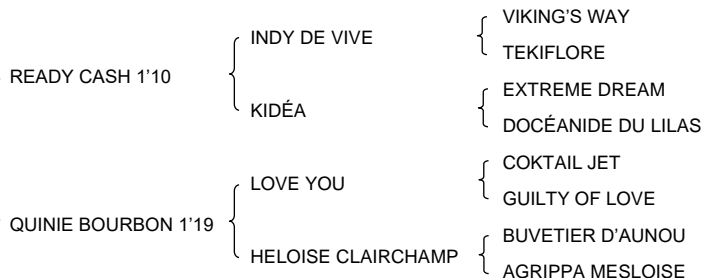 READY CASH 1'10
INDY DE VIVE
VIKING'S WAY
TEKIFLORE
KIDÉA
EXTREME DREAM
DOCÉANIDE DU LILAS
QUINIE BOURBON 1'19
LOVE YOU
COKTAIL JET
GUILTY OF LOVE
HELOISE CLAIRCHAMP
BUVETIER D'AUNOU
AGRIPPA MESLOISE